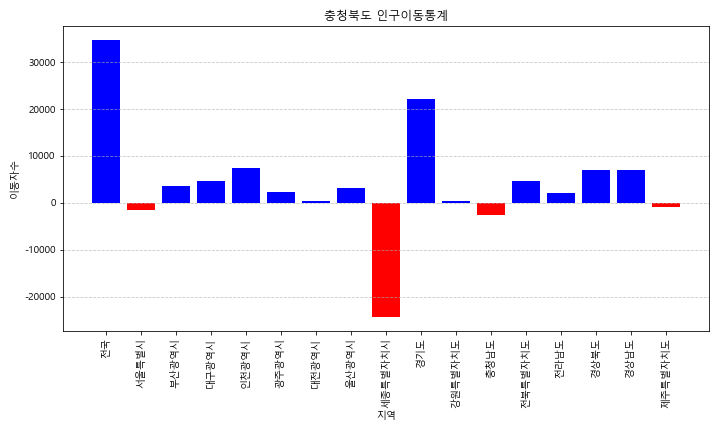 충청북도 인구이동통계
이동자수
30000
20000
10000
0
-10000
-20000
전국
서울특별시
부산광역시
대구광역시
인천광역시
광주광역시
대전광역시
울산광역시
세종특별자치시
경기도
강원특별자치도
충청남도
전북특별자치도
전라남도
경상북도
경상남도
제주특별자치도
지역